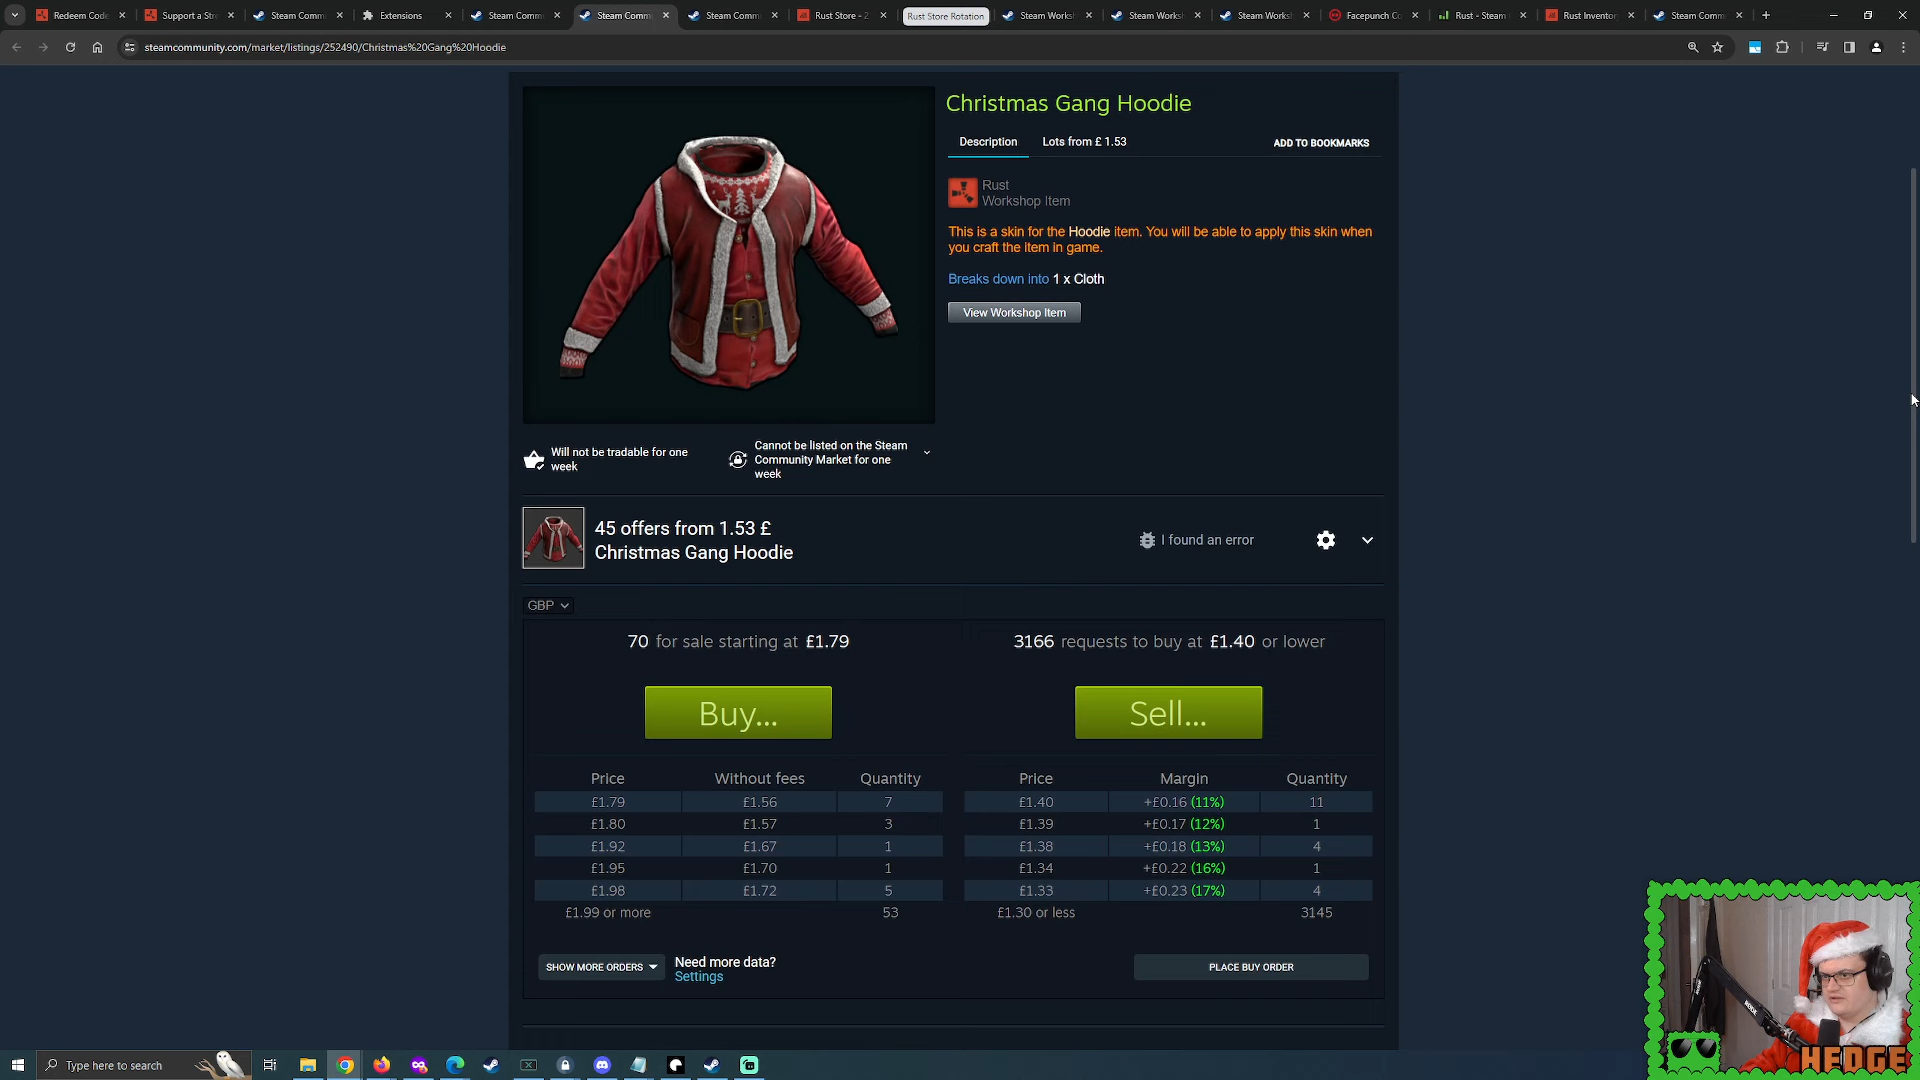 Redeem Code
Support a Stre
Steam Comm
Extensions
Steam Comm
Steam Comm
Steam Comm
Rust Store - 2
Rust Store Rotation
Steam Works
Steam Works
Steam Works
Facepunch Co
Rust - Steam
Rust Inventor
Steam Comm
steamcommunity.com/market/listings/252490/Christmas%20Gang%20Hoodie
Christmas Gang Hoodie
Description
Lots from £ 1.53
ADD TO BOOKMARKS
Rust
Workshop Item
This is a skin for the Hoodie item. You will be able to apply this skin when
you craft the item in game.
Breaks down into 1 x Cloth
View Workshop Item
Will not be tradable for one
week
Cannot be listed on the Steam
Community Market for one
week
45 offers from 1.53 £
Christmas Gang Hoodie
I found an error
GBP
70 for sale starting at £1.79
3166 requests to buy at £1.40 or lower
Buy...
Sell...
Price Without fees Quantity
£1.79 £1.56 7
£1.80 £1.57 3
£1.92 £1.67 1
£1.95 £1.70 1
£1.98 £1.72 5
£1.99 or more 53
Price Margin Quantity
£1.40 +£0.16 (11%) 11
£1.39 +£0.17 (12%) 1
£1.38 +£0.18 (13%) 4
£1.34 +£0.22 (16%) 1
£1.33 +£0.23 (17%) 4
£1.30 or less 3145
SHOW MORE ORDERS
Need more data?
Settings
PLACE BUY ORDER
HEDGE
Type here to search